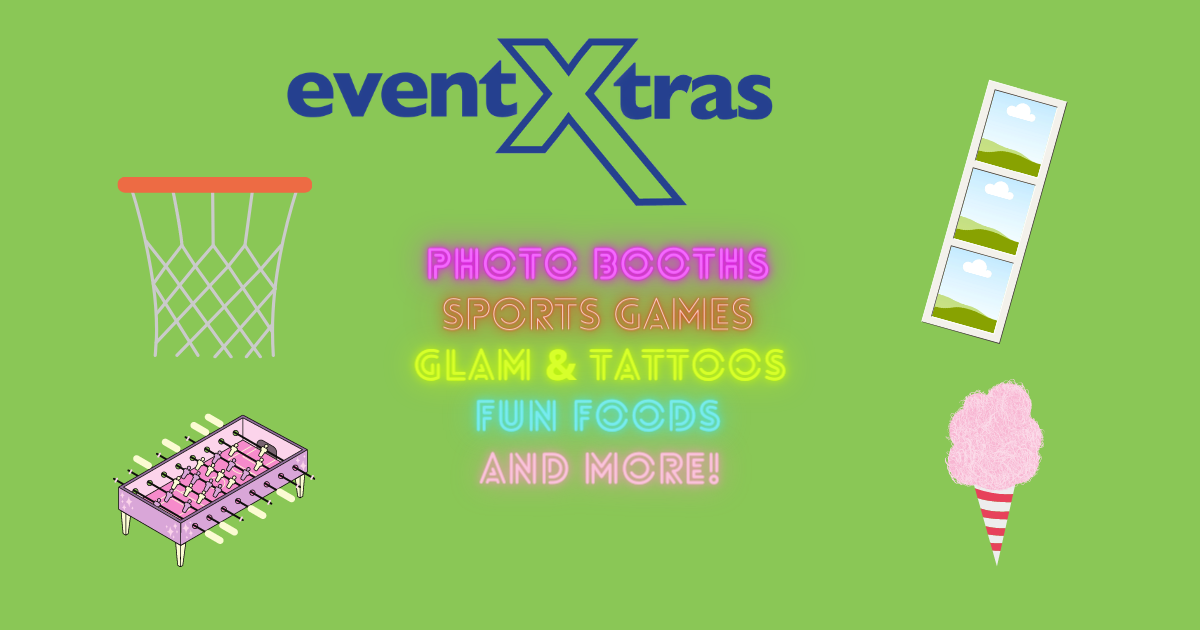 eventXtras
PHOTO BOOTHS
SPORTS GAMES
GLAM & TATTOOS
FUN FOODS
AND MORE!